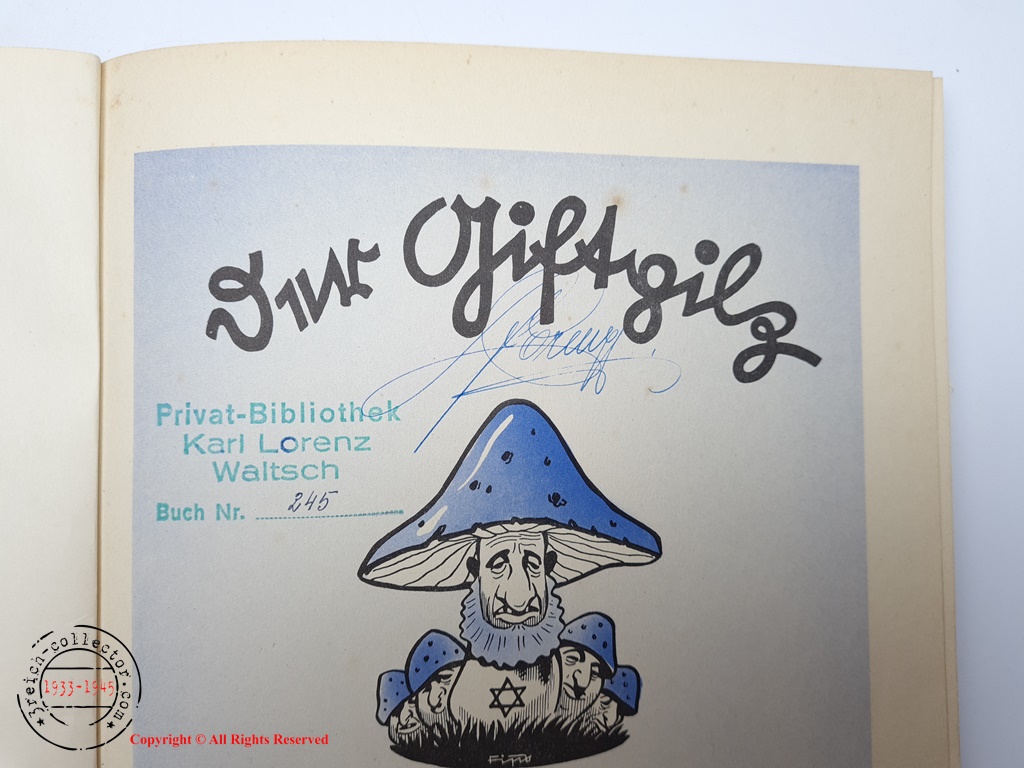 Der Giftpilz
Privat-Bibliothek
Karl Lorenz
Waltsch
Buch Nr. 245
Fips
3reich-collector.com
1933-1945
Copyright © All Rights Reserved